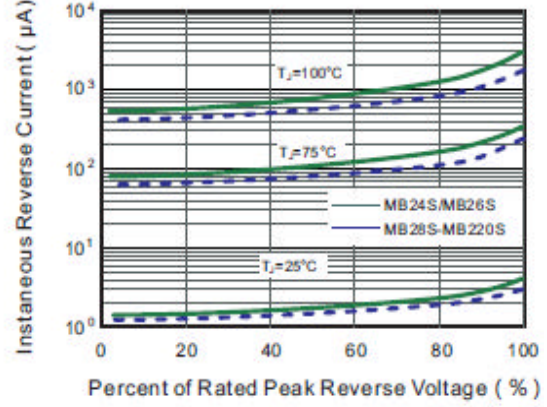 Instaneous Reverse Current ( μA)
10⁴
10³
10²
10¹
10⁰
TJ=100°C
TJ=75°C
MB24S/MB26S
MB28S-MB220S
TJ=25°C
0 20 40 60 80 100
Percent of Rated Peak Reverse Voltage ( % )